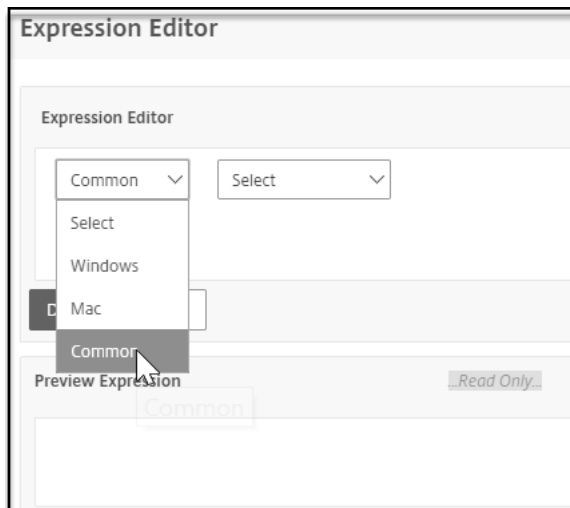 Expression Editor
Expression Editor
Common Select
Select
Windows
Mac
Common
Preview Expression ...Read Only...
Common